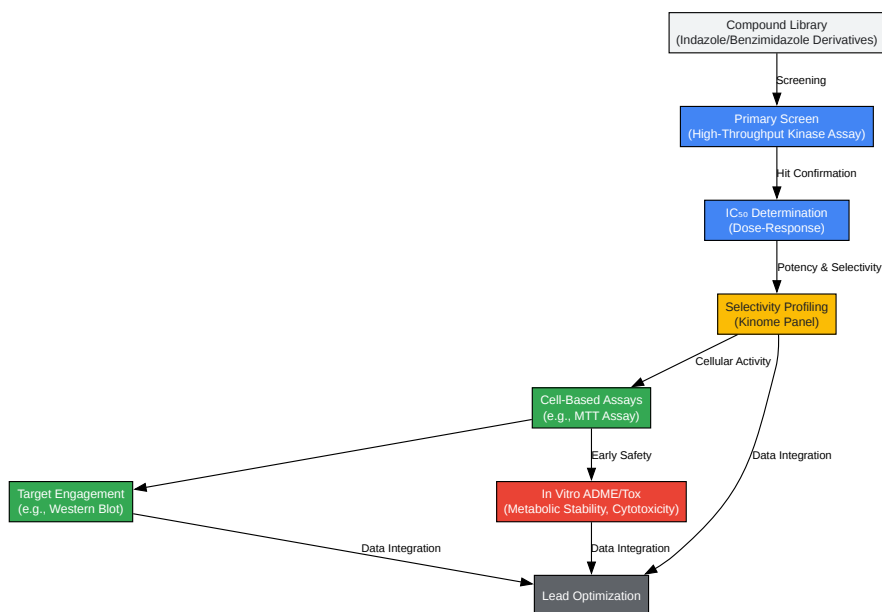 Compound Library
(Indazole/Benzimidazole Derivatives)
Screening
Primary Screen
(High-Throughput Kinase Assay)
Hit Confirmation
IC₅₀ Determination
(Dose-Response)
Potency & Selectivity
Selectivity Profiling
(Kinome Panel)
Cellular Activity
Cell-Based Assays
(e.g., MTT Assay)
Early Safety
Data Integration
Target Engagement
(e.g., Western Blot)
In Vitro ADME/Tox
(Metabolic Stability, Cytotoxicity)
Data Integration
Data Integration
Lead Optimization